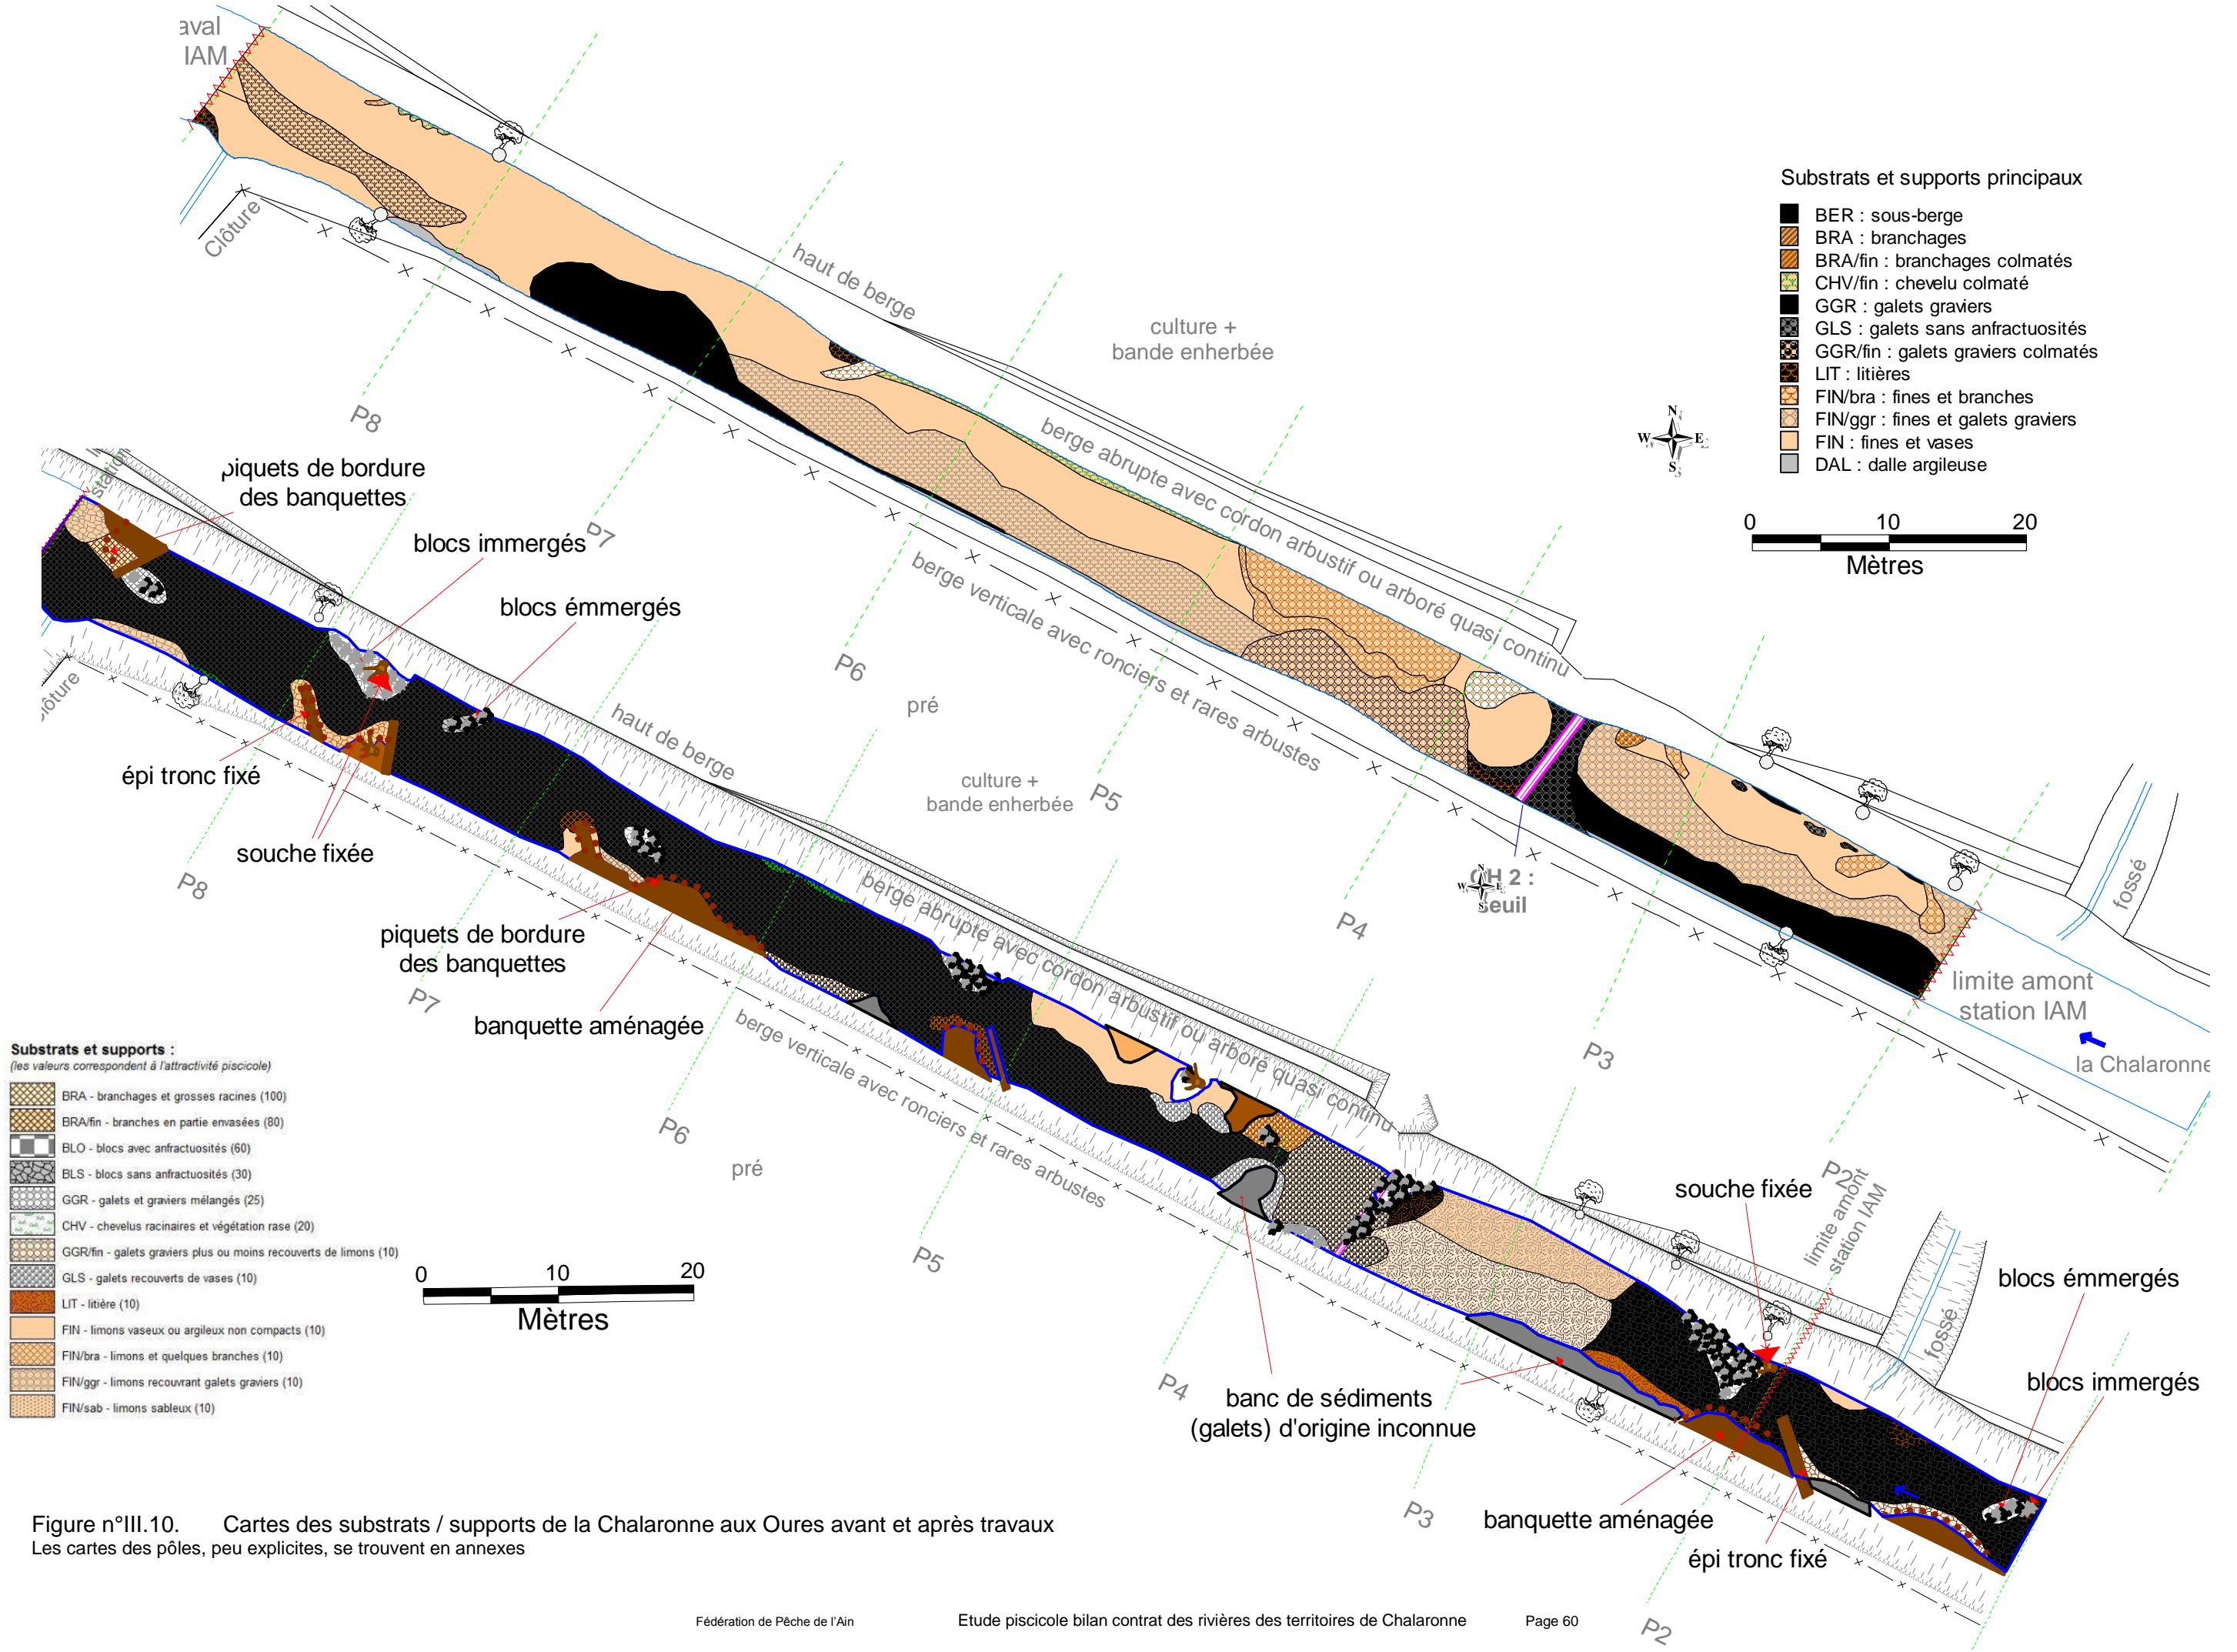 aval
IAM
Clôture
P8
haut de berge
culture +
bande enherbée
Substrats et supports principaux
BER : sous-berge
BRA : branchages
BRA/fin : branchages colmatés
CHV/fin : chevelu colmaté
GGR : galets graviers
GLS : galets sans anfractuosités
GGR/fin : galets graviers colmatés
LIT : litières
FIN/bra : fines et branches
FIN/ggr : fines et galets graviers
FIN : fines et vases
DAL : dalle argileuse
N
W E
S
0 10 20
Mètres
berge abrupte avec cordon arbustif ou arboré quasi continu
berge verticale avec ronciers et rares arbustes
P7
P6
pré
P5
P4
CH 2 :
seuil
P3
P2
limite amont
station IAM
la Chalaronne
fossé
station
piquets de bordure
des banquettes
blocs immergés
blocs émmergés
clôture
épi tronc fixé
souche fixée
P8
haut de berge
culture +
bande enherbée
piquets de bordure
des banquettes
P7
banquette aménagée
berge abrupte avec cordon arbustif ou arboré quasi continu
berge verticale avec ronciers et rares arbustes
P6
pré
P5
P4
N
W E
S
banc de sédiments
(galets) d'origine inconnue
souche fixée
limite amont
station IAM
fossé
blocs émmergés
blocs immergés
P3
banquette aménagée
épi tronc fixé
P2
Substrats et supports :
(les valeurs correspondent à l'attractivité piscicole)
BRA - branchages et grosses racines (100)
BRA/fin - branches en partie envasées (80)
BLO - blocs avec anfractuosités (60)
BLS - blocs sans anfractuosités (30)
GGR - galets et graviers mélangés (25)
CHV - chevelus racinaires et végétation rase (20)
GGR/fin - galets graviers plus ou moins recouverts de limons (10)
GLS - galets recouverts de vases (10)
LIT - litière (10)
FIN - limons vaseux ou argileux non compacts (10)
FIN/bra - limons et quelques branches (10)
FIN/ggr - limons recouvrant galets graviers (10)
FIN/sab - limons sableux (10)
0 10 20
Mètres
Figure n°III.10. Cartes des substrats / supports de la Chalaronne aux Oures avant et après travaux
Les cartes des pôles, peu explicites, se trouvent en annexes
Fédération de Pêche de l'Ain Etude piscicole bilan contrat des rivières des territoires de Chalaronne Page 60